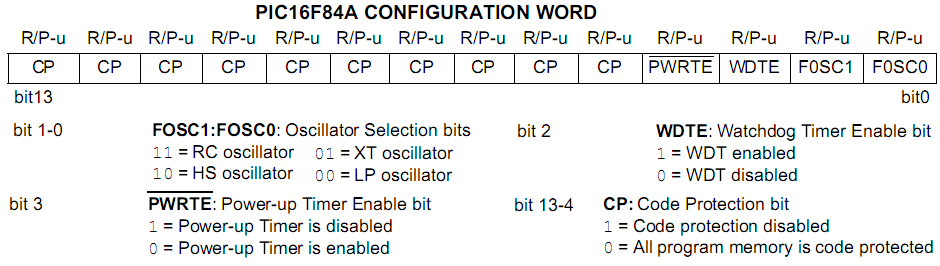 PIC16F84A CONFIGURATION WORD
R/P-u R/P-u R/P-u R/P-u R/P-u R/P-u R/P-u R/P-u R/P-u R/P-u R/P-u R/P-u R/P-u R/P-u
CP CP CP CP CP CP CP CP CP CP PWRTE WDTE F0SC1 F0SC0
bit13 bit0
bit 1-0 FOSC1:FOSC0: Oscillator Selection bits
11 = RC oscillator 01 = XT oscillator
10 = HS oscillator 00 = LP oscillator
bit 2 WDTE: Watchdog Timer Enable bit
1 = WDT enabled
0 = WDT disabled
bit 3 PWRTE: Power-up Timer Enable bit
1 = Power-up Timer is disabled
0 = Power-up Timer is enabled
bit 13-4 CP: Code Protection bit
1 = Code protection disabled
0 = All program memory is code protected